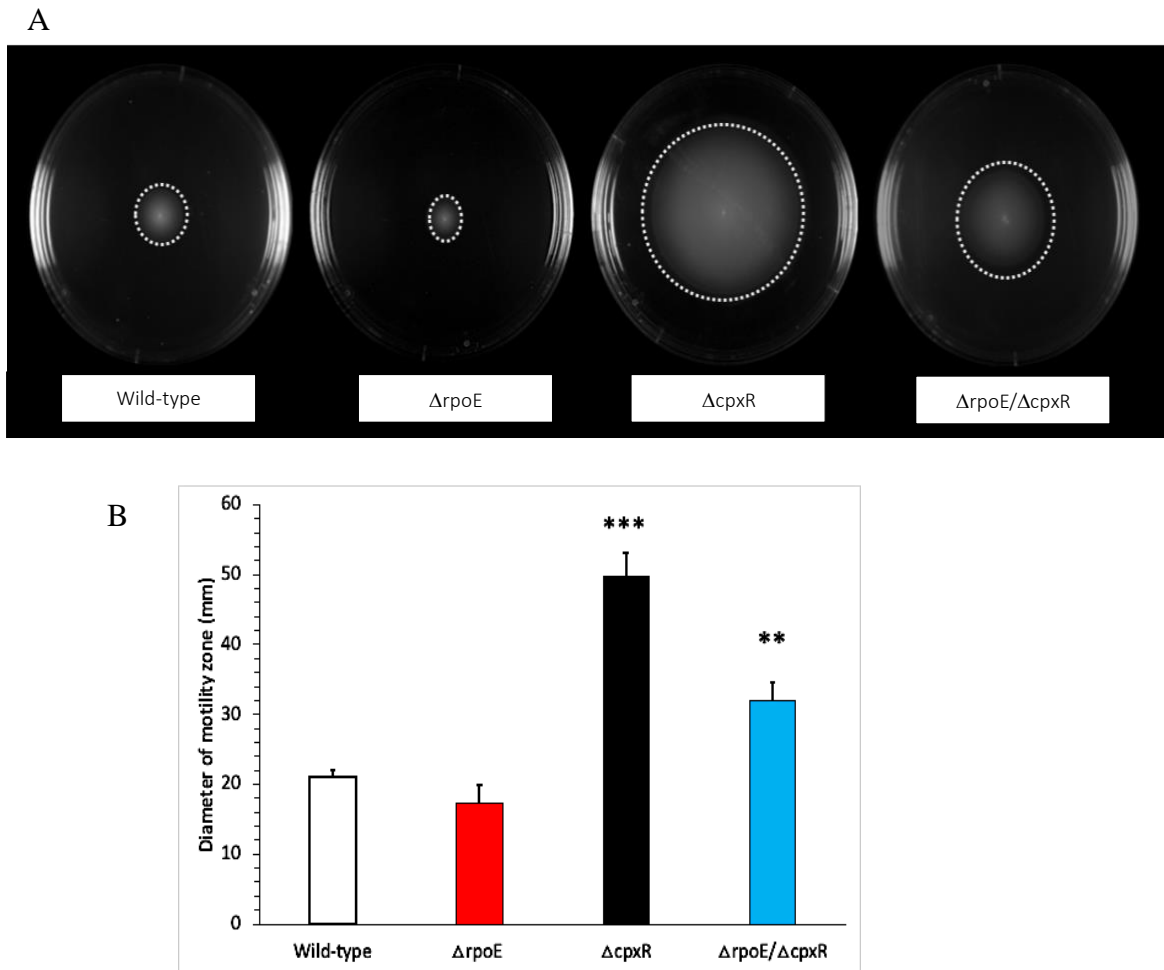 A
Wild-type
ΔrpoE
ΔcpxR
ΔrpoE/ΔcpxR
B
Diameter of motility zone (mm)
60
50
40
30
20
10
0
***
**
Wild-type
ΔrpoE
ΔcpxR
ΔrpoE/ΔcpxR